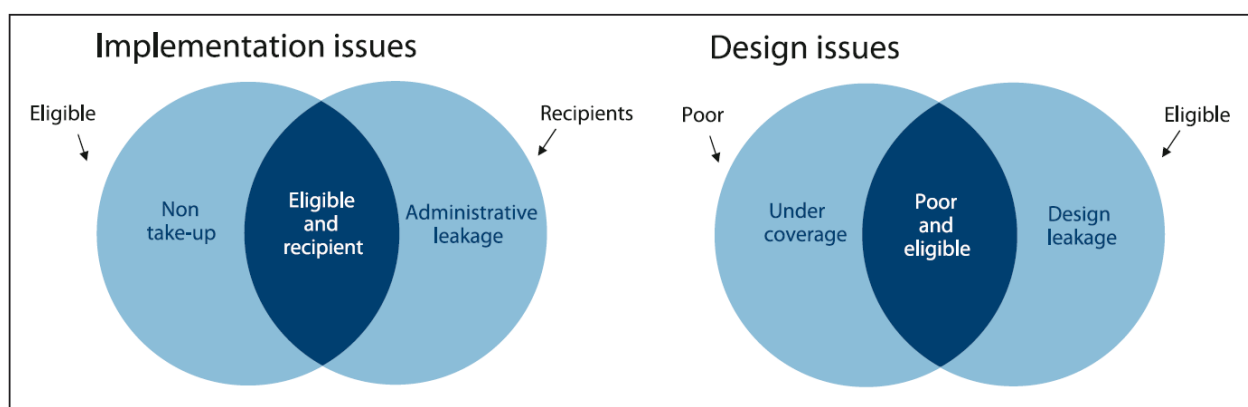 Implementation issues
Eligible
Recipients
Non
take-up
Eligible
and
recipient
Administrative
leakage
Design issues
Poor
Eligible
Under
coverage
Poor
and
eligible
Design
leakage